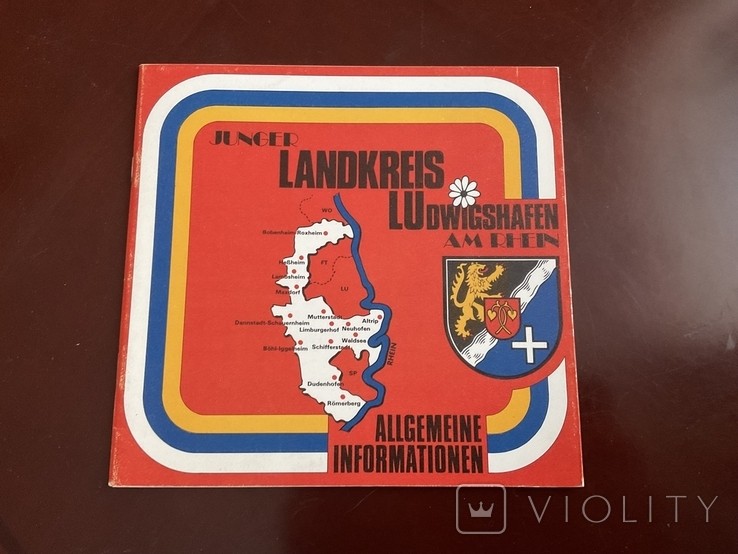 JUNGER
LANDKREIS
LUDWIGSHAFEN
AM RHEIN
WO
Bobenheim-Roxheim
Heßheim
FT
Lambsheim
Maxdorf
LU
Mutterstadt
Altrip
Dannstadt-Schauernheim
Limburgerhof
Neuhofen
Waldsee
Böhl-Iggelheim
Schifferstadt
RHEIN
SP
Dudenhofen
Römerberg
ALLGEMEINE
INFORMATIONEN
VIOLITY